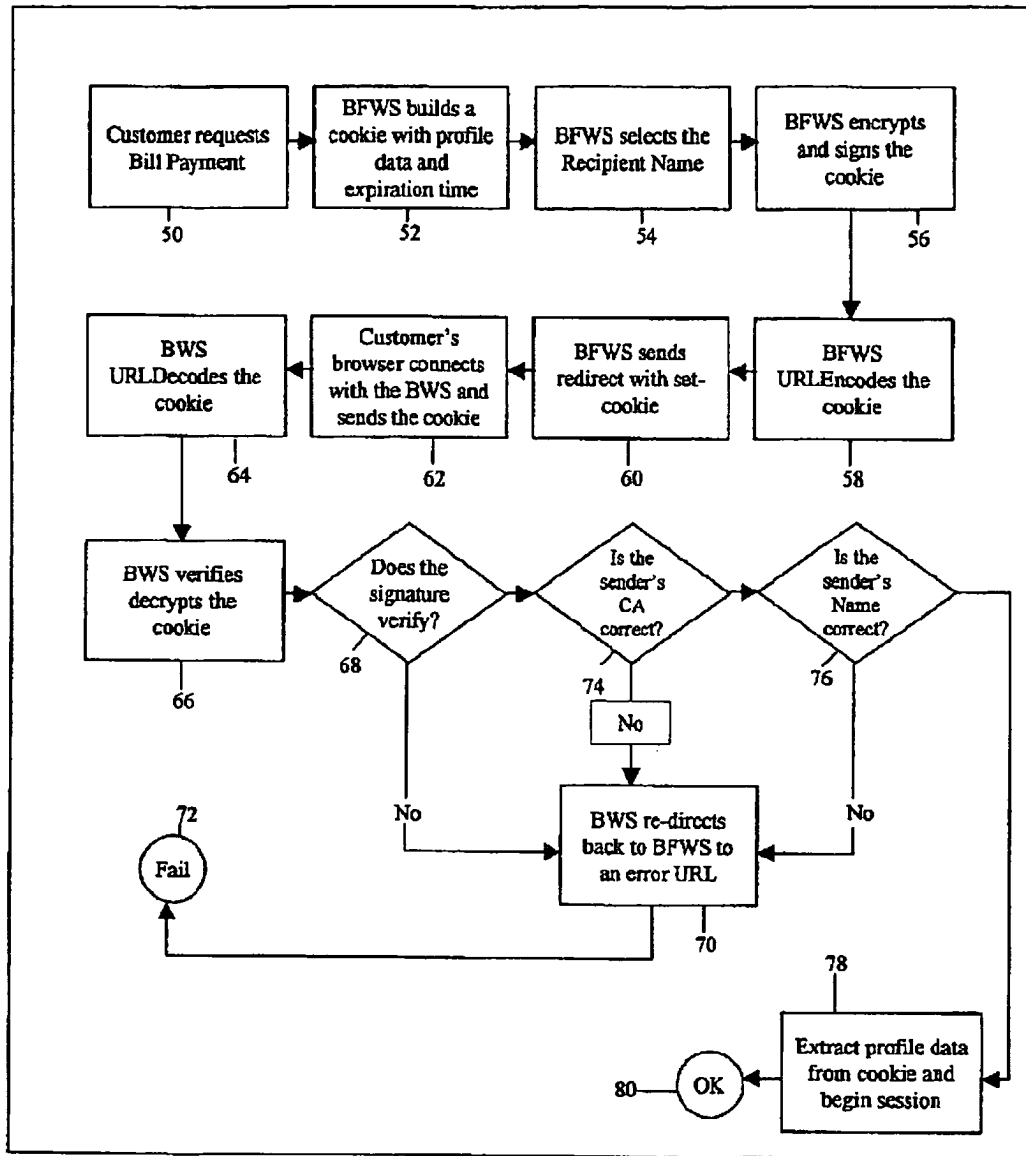 Customer requests
Bill Payment
50
BFWS builds a
cookie with profile
data and
expiration time
52
BFWS selects the
Recipient Name
54
BFWS encrypts
and signs the
cookie
56
BFWS
URLEncodes the
cookie
58
BFWS sends
redirect with set-
cookie
60
Customer's
browser connects
with the BWS and
sends the cookie
62
BWS
URLDecodes the
cookie
64
BWS verifies
decrypts the
cookie
66
Does the
signature
verify?
68
Is the
sender's
CA
correct?
74
Is the
sender's
Name
correct?
76
No
No
No
BWS re-directs
back to BFWS to
an error URL
70
72
Fail
78
Extract profile data
from cookie and
begin session
80
OK